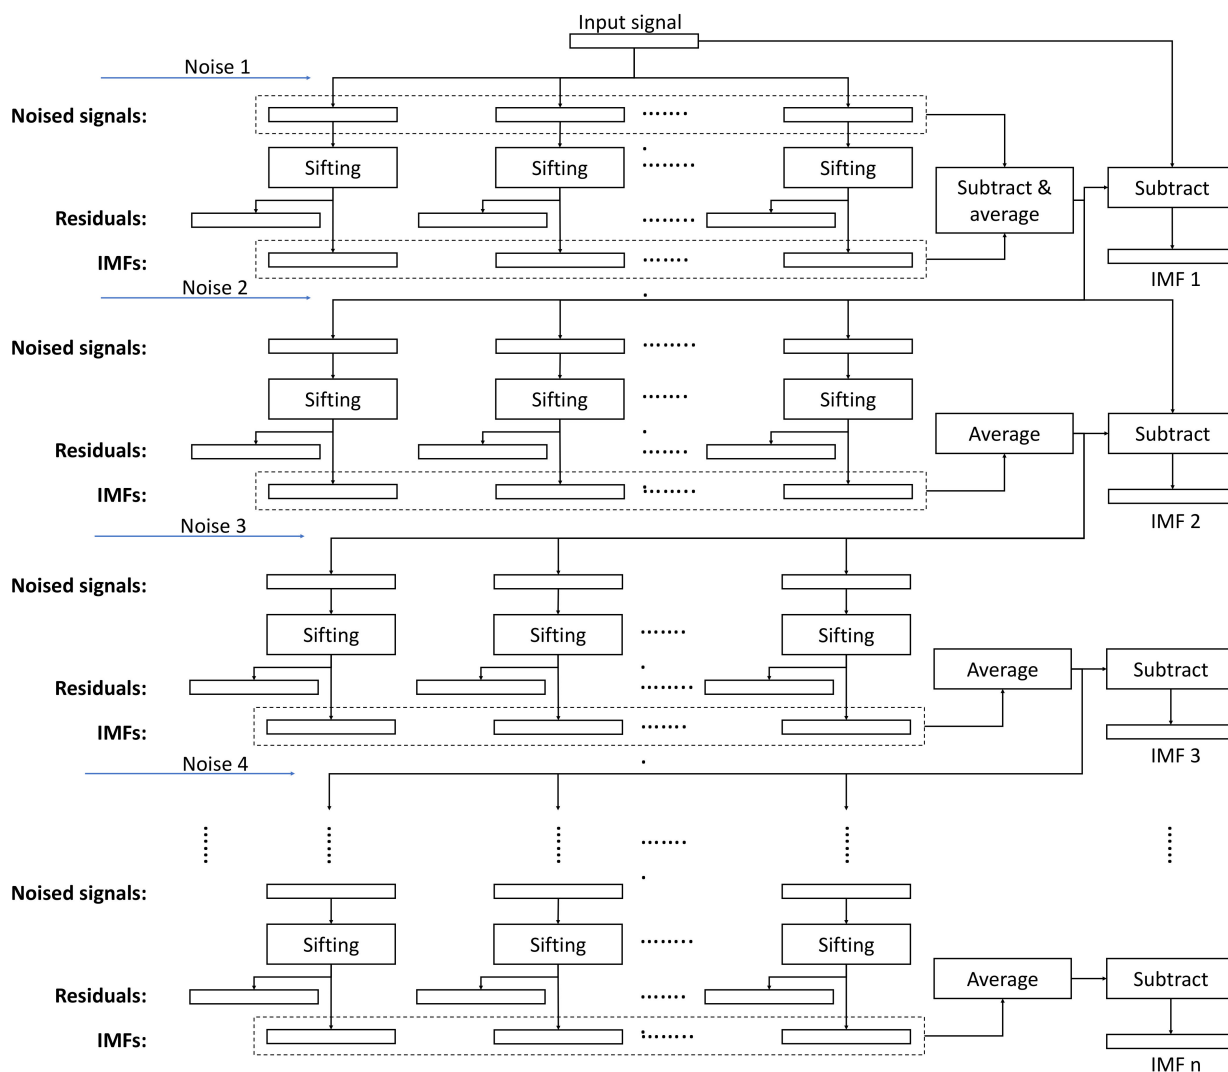 Input signal
Noise 1
Noised signals:
Sifting Sifting Sifting
Subtract & average
Subtract
Residuals:
IMFs:
IMF 1
Noise 2
Noised signals:
Sifting Sifting Sifting
Average Subtract
Residuals:
IMFs:
IMF 2
Noise 3
Noised signals:
Sifting Sifting Sifting
Average Subtract
Residuals:
IMFs:
IMF 3
Noise 4
Noised signals:
Sifting Sifting Sifting
Average Subtract
Residuals:
IMFs:
IMF n